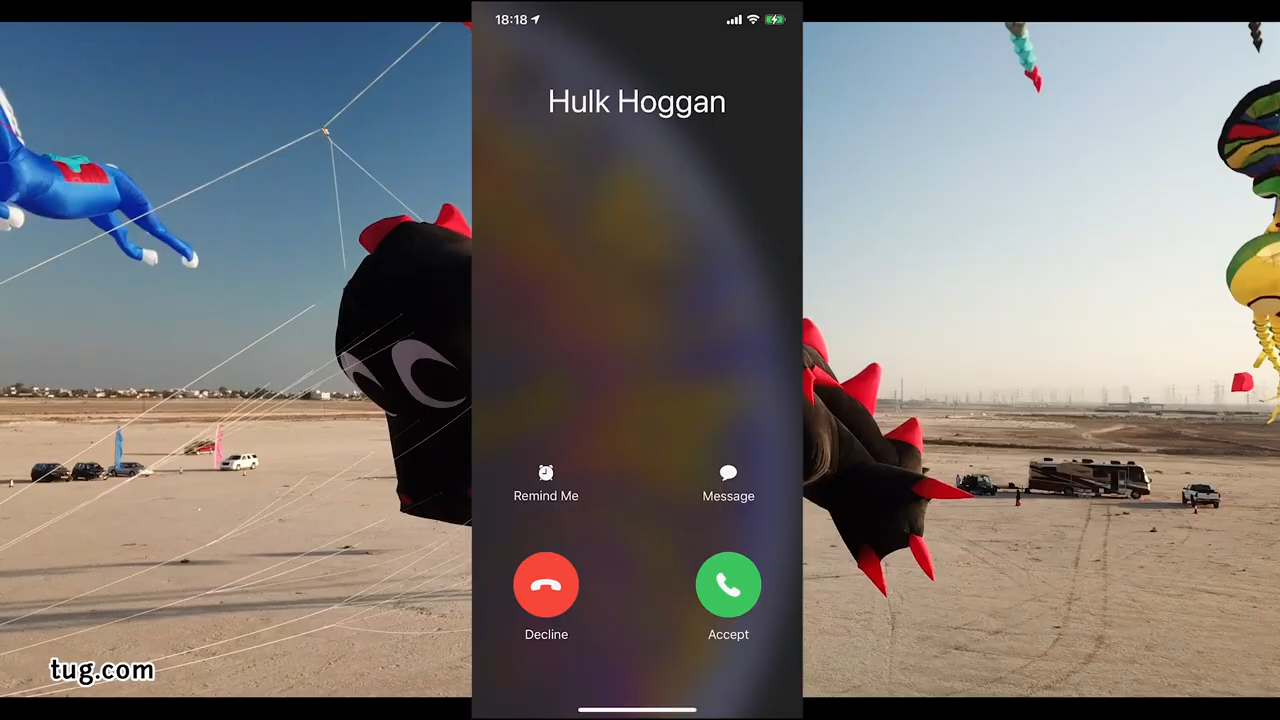 18:18
Hulk Hoggan
Remind Me
Message
Decline
Accept
tug.com